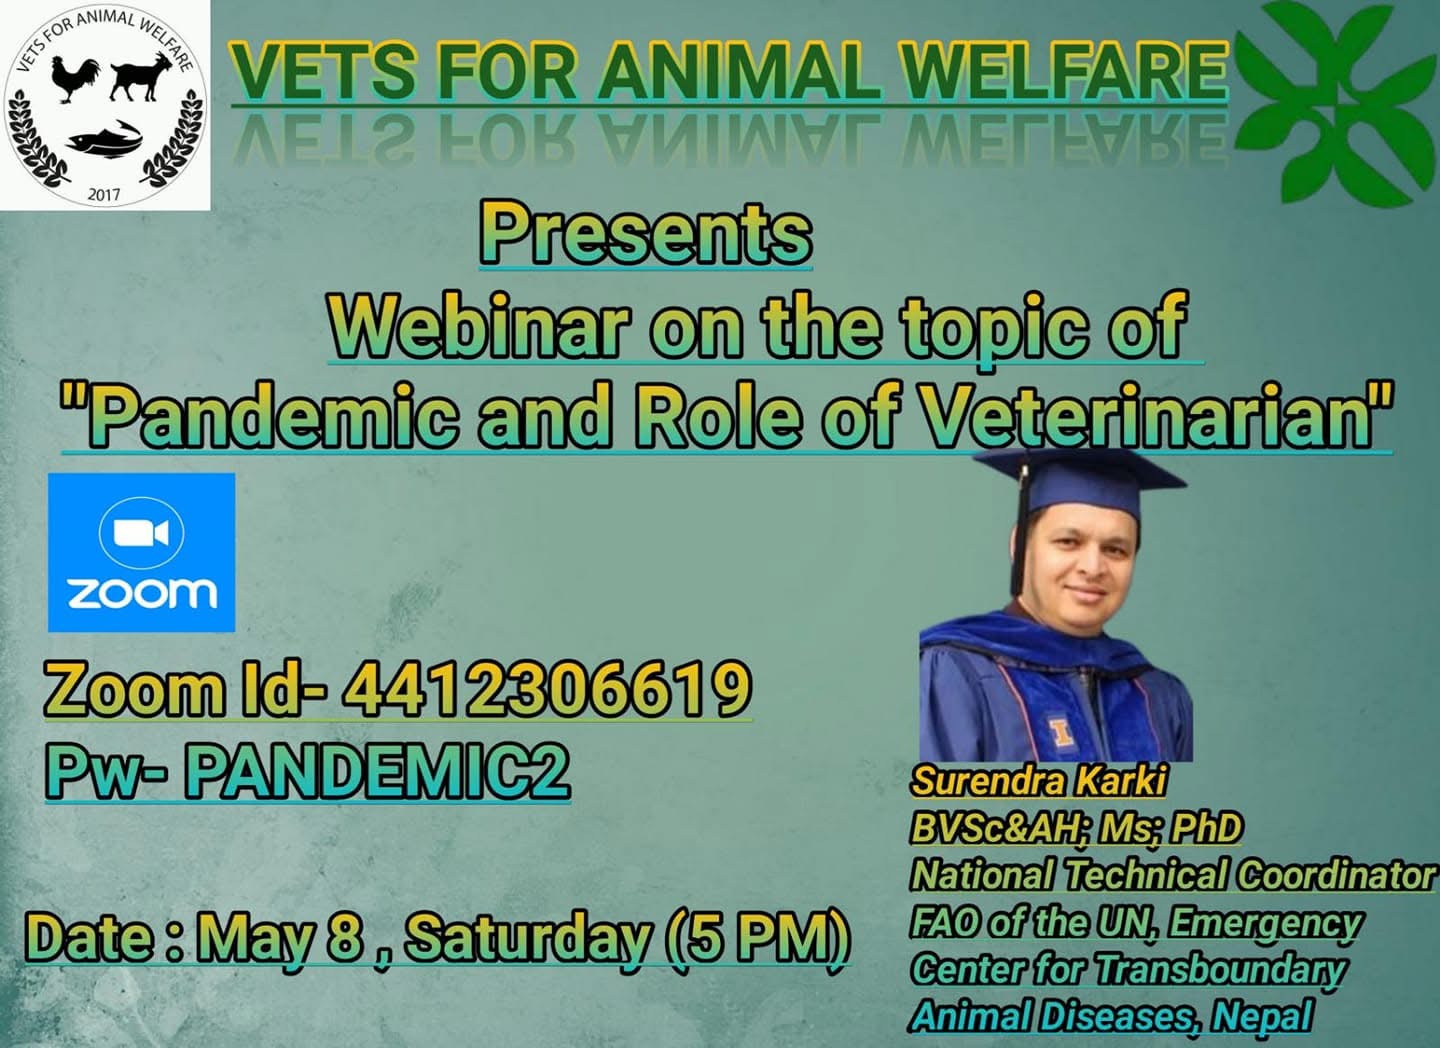 VETS FOR ANIMAL WELFARE
2017
VETS FOR ANIMAL WELFARE
Presents
Webinar on the topic of
"Pandemic and Role of Veterinarian"
zoom
Zoom Id- 4412306619
Pw- PANDEMIC2
Date : May 8 , Saturday (5 PM)
I
Surendra Karki
BVSc&AH; Ms; PhD
National Technical Coordinator
FAO of the UN, Emergency
Center for Transboundary
Animal Diseases, Nepal